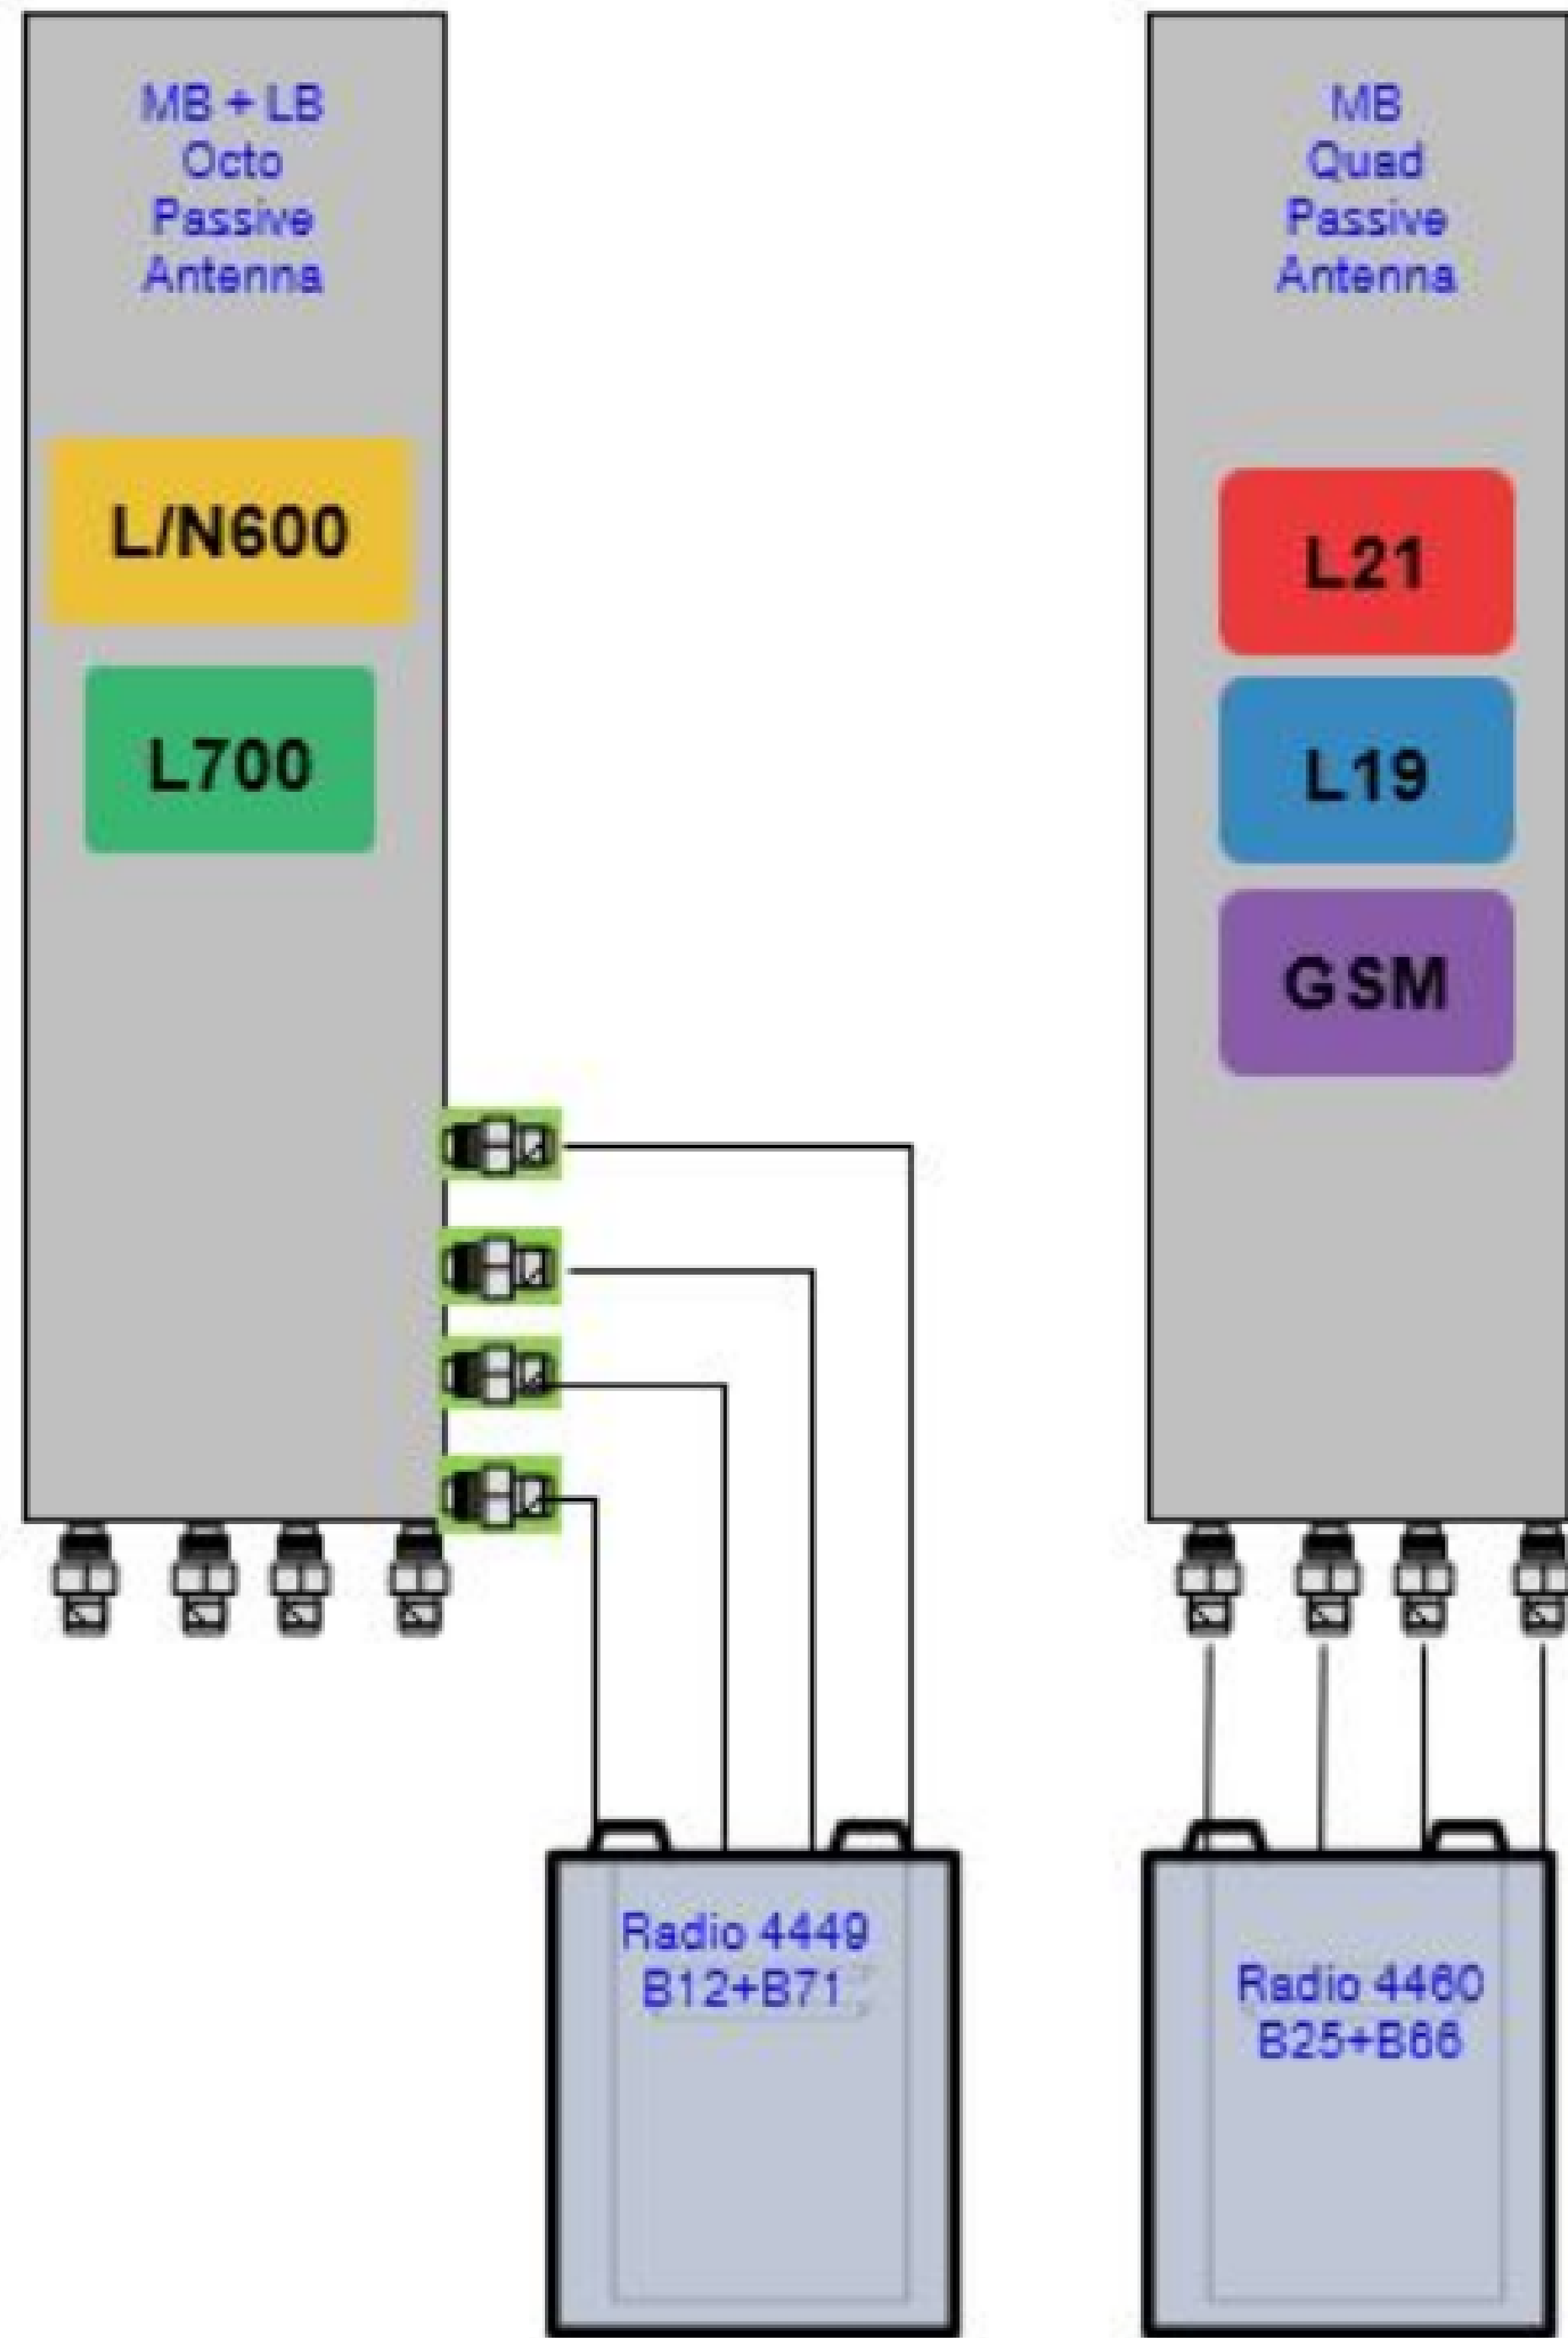 MB + LB
Octo
Passive
Antenna
L/N600
L700
MB
Quad
Passive
Antenna
L21
L19
GSM
Radio 4449
B12+B71
Radio 4460
B25+B66